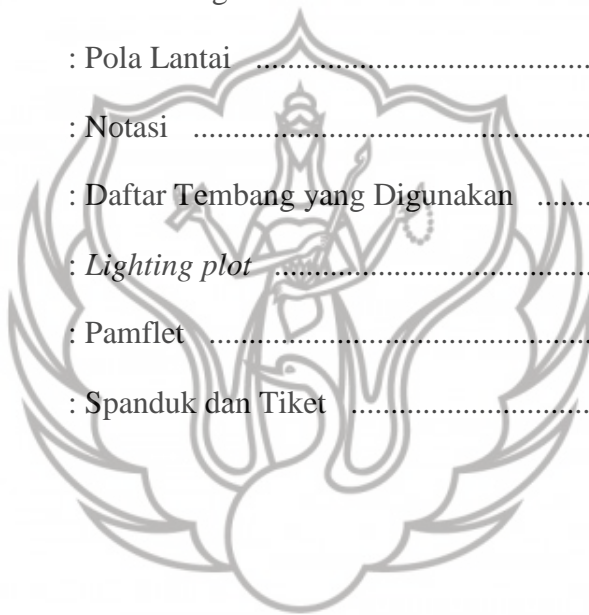 : Pola Lantai ......................................
: Notasi ..............................................
: Daftar Tembang yang Digunakan .......
: Lighting plot ....................................
: Pamflet ............................................
: Spanduk dan Tiket ...........................